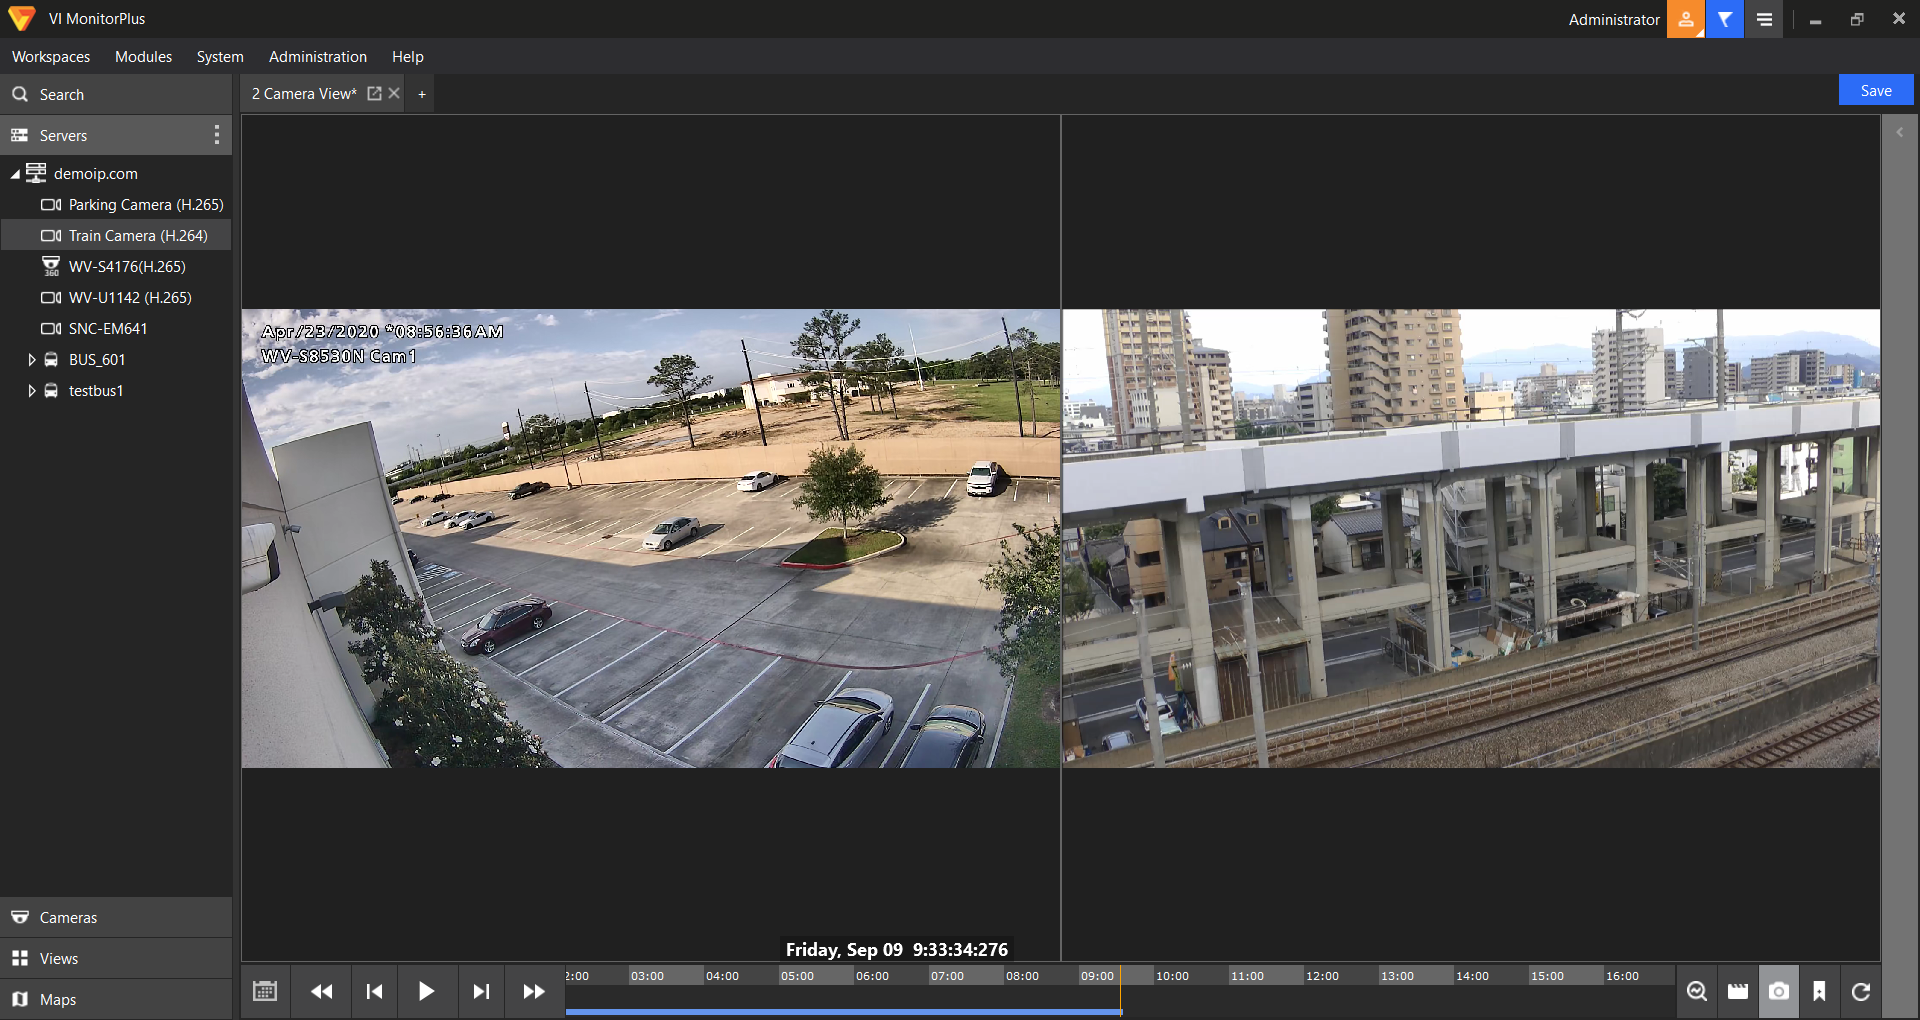 VI MonitorPlus
Administrator
Workspaces Modules System Administration Help
Search
2 Camera View* +
Save
Servers
demoip.com
Parking Camera (H.265)
Train Camera (H.264)
360
WV-S4176(H.265)
WV-U1142 (H.265)
SNC-EM641
BUS_601
testbus1
Apr/23/2020 *08:56:36AM
WV-S8530N Cam1
Cameras
Views
Maps
Friday, Sep 09 9:33:34:276
2:00 03:00 04:00 05:00 06:00 07:00 08:00 09:00 10:00 11:00 12:00 13:00 14:00 15:00 16:00